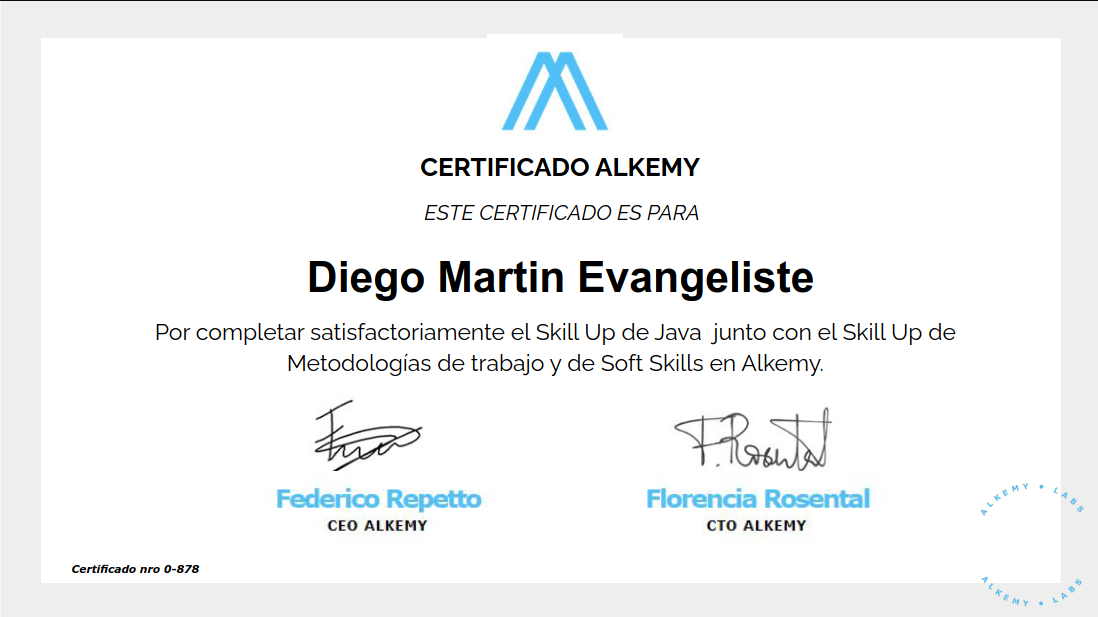 CERTIFICADO ALKEMY
ESTE CERTIFICADO ES PARA
Diego Martin Evangeliste
Por completar satisfactoriamente el Skill Up de Java junto con el Skill Up de
Metodologías de trabajo y de Soft Skills en Alkemy.
F. Rosental
Federico Repetto
Florencia Rosental
CEO ALKEMY
CTO ALKEMY
ALKEMY • LABS
Certificado nro 0-878
ALKEMY • LABS